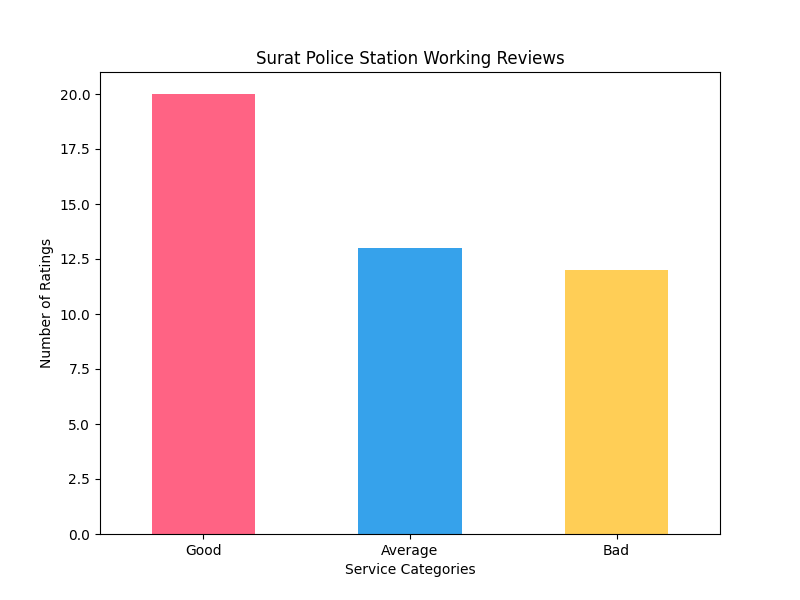 Surat Police Station Working Reviews
20.0
17.5
15.0
12.5
10.0
7.5
5.0
2.5
0.0
Number of Ratings
Good Average Bad
Service Categories